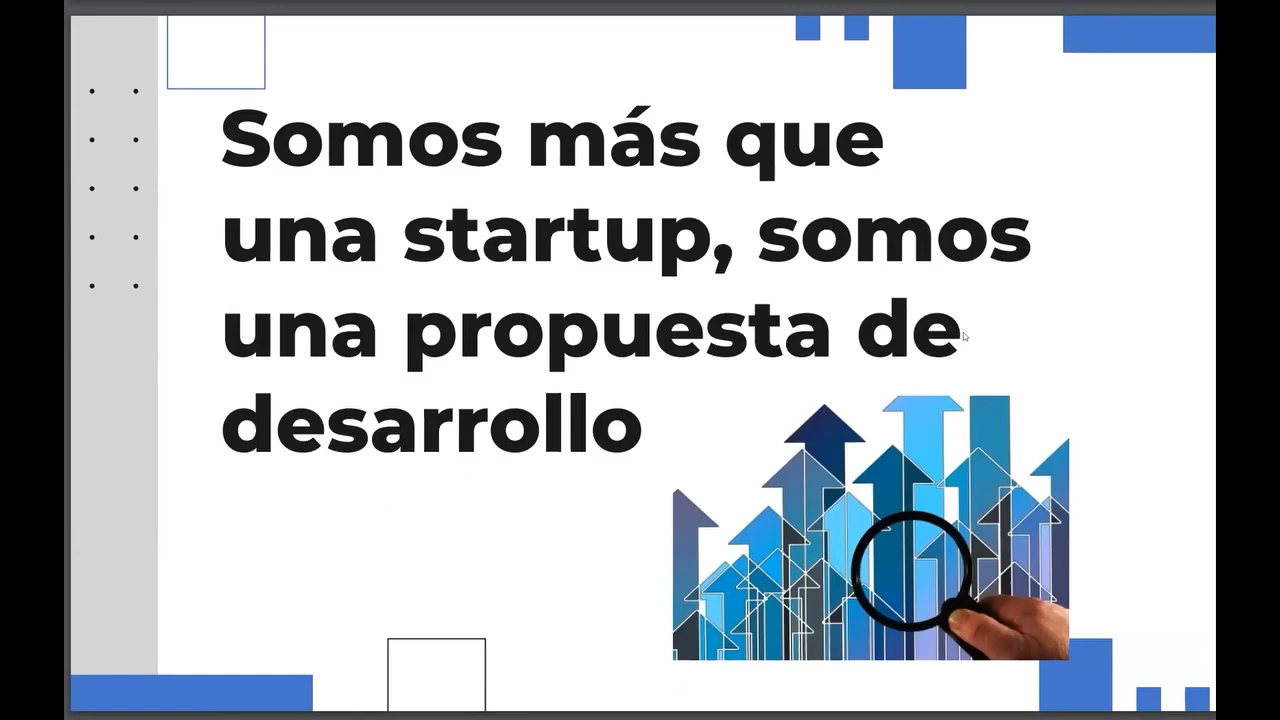 Somos más que
una startup, somos
una propuesta de
desarrollo